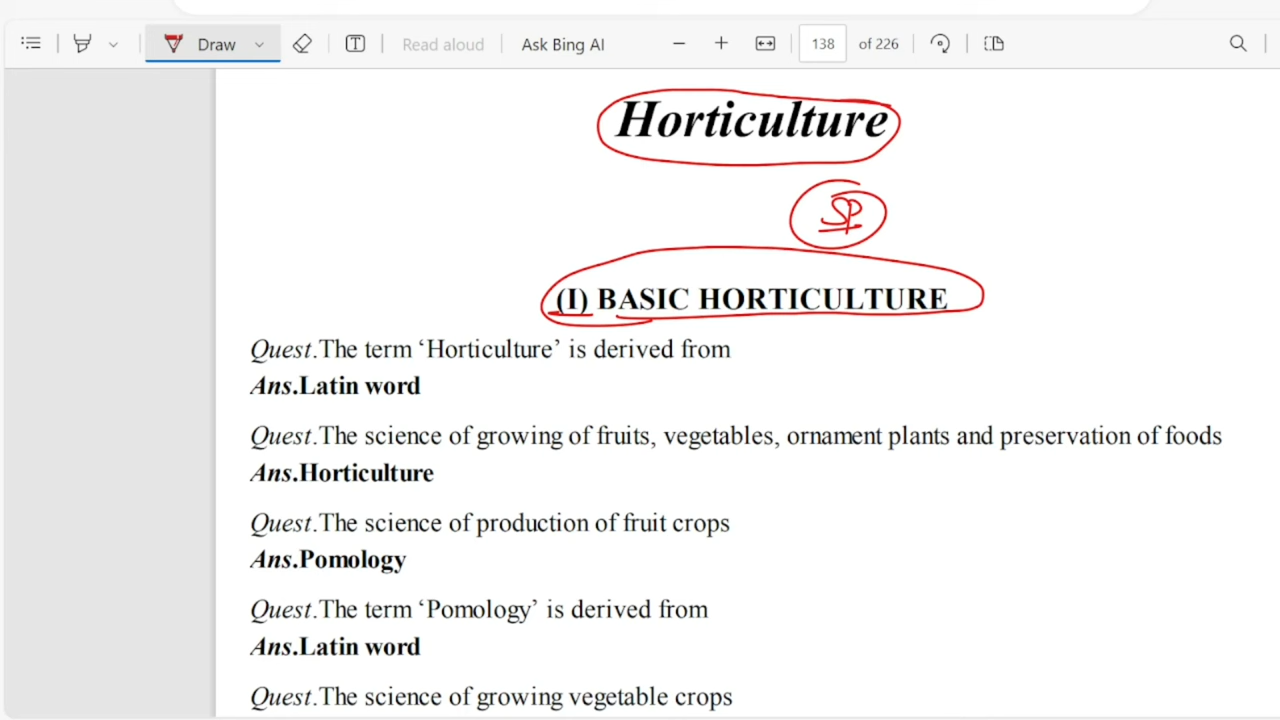 Draw
Read aloud
Ask Bing AI
138 of 226
Horticulture
SP
(I) BASIC HORTICULTURE
Quest.The term ‘Horticulture’ is derived from
Ans.Latin word
Quest.The science of growing of fruits, vegetables, ornament plants and preservation of foods
Ans.Horticulture
Quest.The science of production of fruit crops
Ans.Pomology
Quest.The term ‘Pomology’ is derived from
Ans.Latin word
Quest.The science of growing vegetable crops